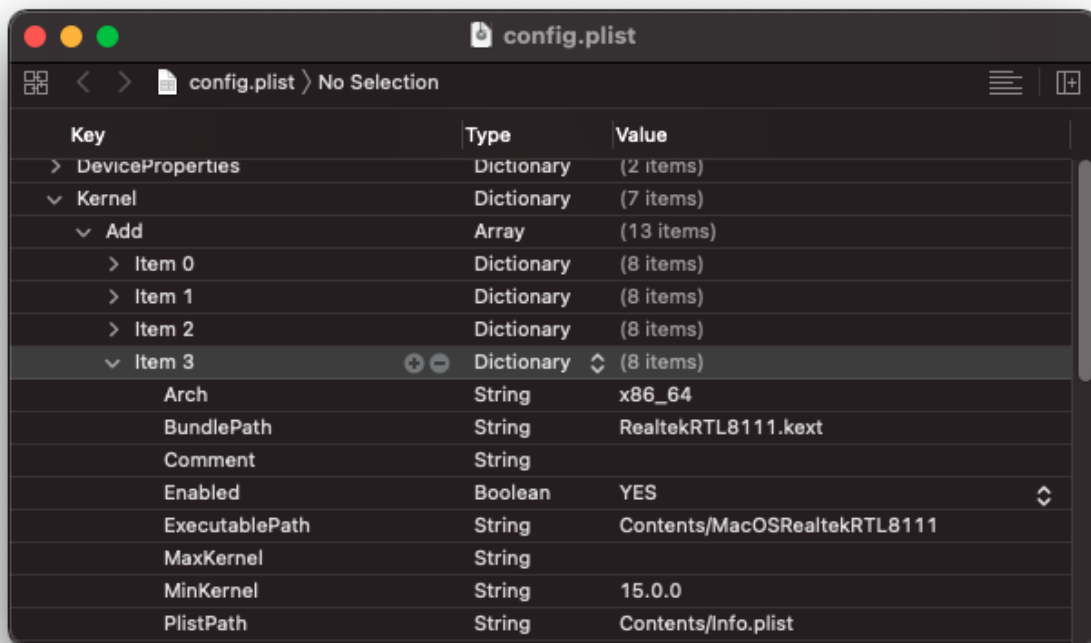 config.plist
config.plist 〉 No Selection
Key Type Value
DeviceProperties Dictionary (2 items)
Kernel Dictionary (7 items)
Add Array (13 items)
Item 0 Dictionary (8 items)
Item 1 Dictionary (8 items)
Item 2 Dictionary (8 items)
Item 3 Dictionary (8 items)
Arch String x86_64
BundlePath String RealtekRTL8111.kext
Comment String
Enabled Boolean YES
ExecutablePath String Contents/MacOSRealtekRTL8111
MaxKernel String
MinKernel String 15.0.0
PlistPath String Contents/Info.plist